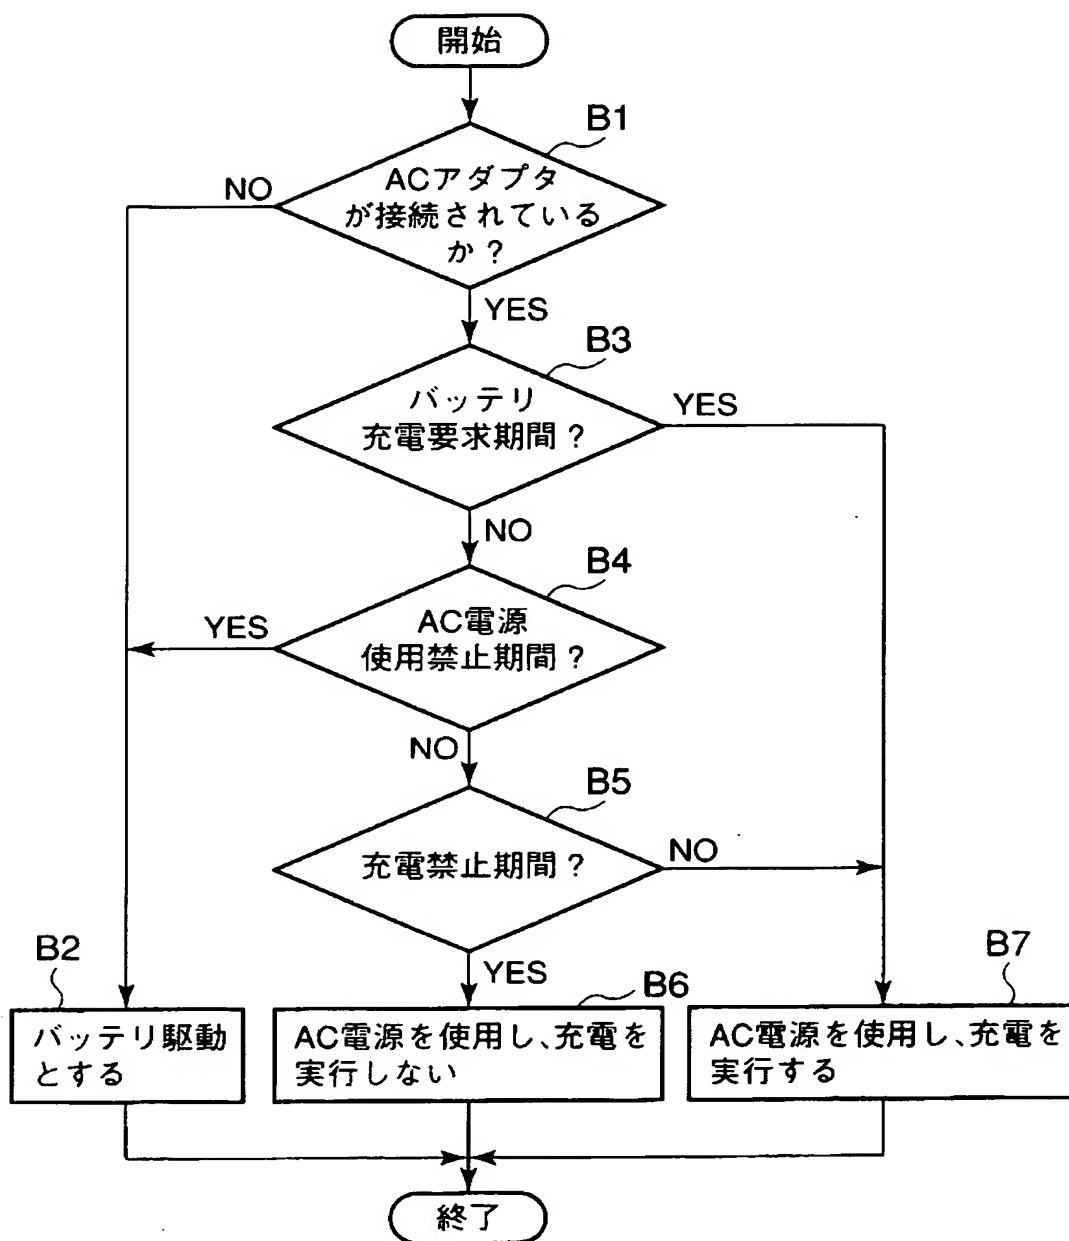 開始
B1
NO
ACアダプタ
が接続されている
か？
YES
B3
バッテリ
充電要求期間？
YES
NO
B4
YES
AC電源
使用禁止期間？
NO
B5
充電禁止期間？
NO
YES
B2
バッテリ駆動
とする
B6
AC電源を使用し、充電を
実行しない
B7
AC電源を使用し、充電を
実行する
終了